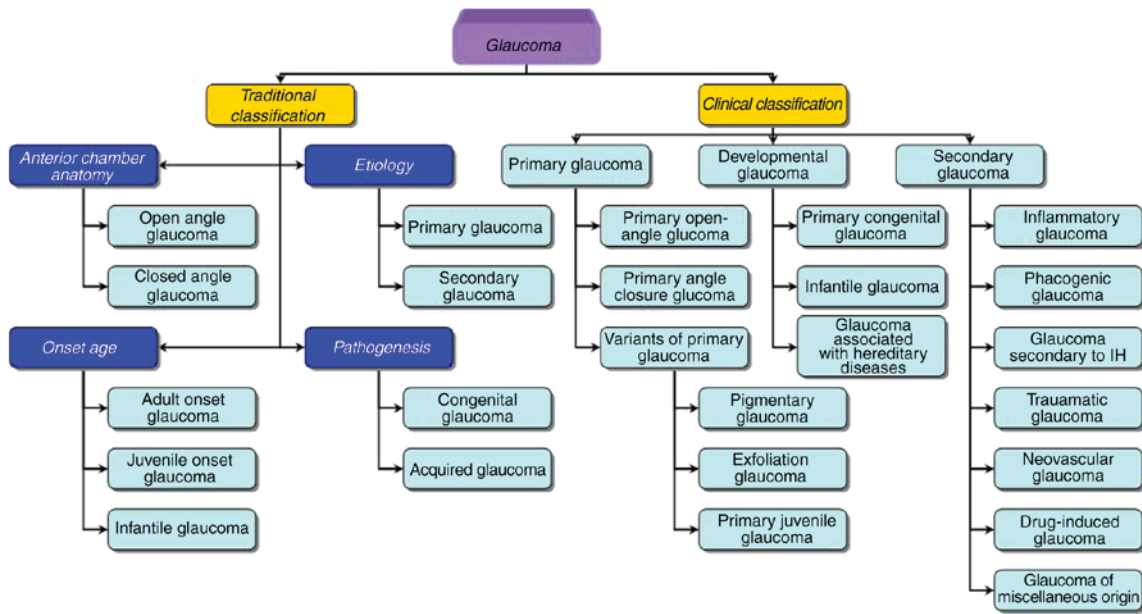 Glaucoma
Traditional
classification
Clinical classification
Anterior chamber
anatomy
Etiology
Primary glaucoma
Developmental
glaucoma
Secondary
glaucoma
Open angle
glaucoma
Primary glaucoma
Primary open-
angle glucoma
Primary congenital
glaucoma
Inflammatory
glaucoma
Closed angle
glaucoma
Secondary
glaucoma
Primary angle
closure glucoma
Infantile glaucoma
Phacogenic
glaucoma
Onset age
Pathogenesis
Variants of primary
glaucoma
Glaucoma
associated
with hereditary
diseases
Glaucoma
secondary to IH
Adult onset
glaucoma
Congenital
glaucoma
Pigmentary
glaucoma
Trauamatic
glaucoma
Juvenile onset
glaucoma
Acquired glaucoma
Exfoliation
glaucoma
Neovascular
glaucoma
Infantile glaucoma
Primary juvenile
glaucoma
Drug-induced
glaucoma
Glaucoma of
miscellaneous origin